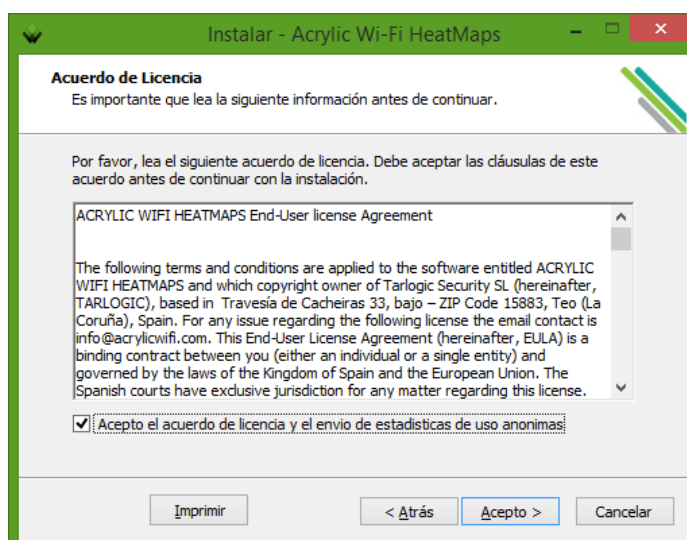 Instalar - Acrylic Wi-Fi HeatMaps
Acuerdo de Licencia
Es importante que lea la siguiente información antes de continuar.
Por favor, lea el siguiente acuerdo de licencia. Debe aceptar las cláusulas de este
acuerdo antes de continuar con la instalación.
ACRYLIC WIFI HEATMAPS End-User license Agreement
The following terms and conditions are applied to the software entitled ACRYLIC
WIFI HEATMAPS and which copyright owner of Tarlogic Security SL (hereinafter,
TARLOGIC), based in Travesía de Cacheiras 33, bajo – ZIP Code 15883, Teo (La
Coruña), Spain. For any issue regarding the following license the email contact is
info@acrylicwifi.com. This End-User License Agreement (hereinafter, EULA) is a
binding contract between you (either an individual or a single entity) and
governed by the laws of the Kingdom of Spain and the European Union. The
Spanish courts have exclusive jurisdiction for any matter regarding this license.
Acepto el acuerdo de licencia y el envio de estadisticas de uso anonimas
Imprimir
< Atrás
Acepto >
Cancelar